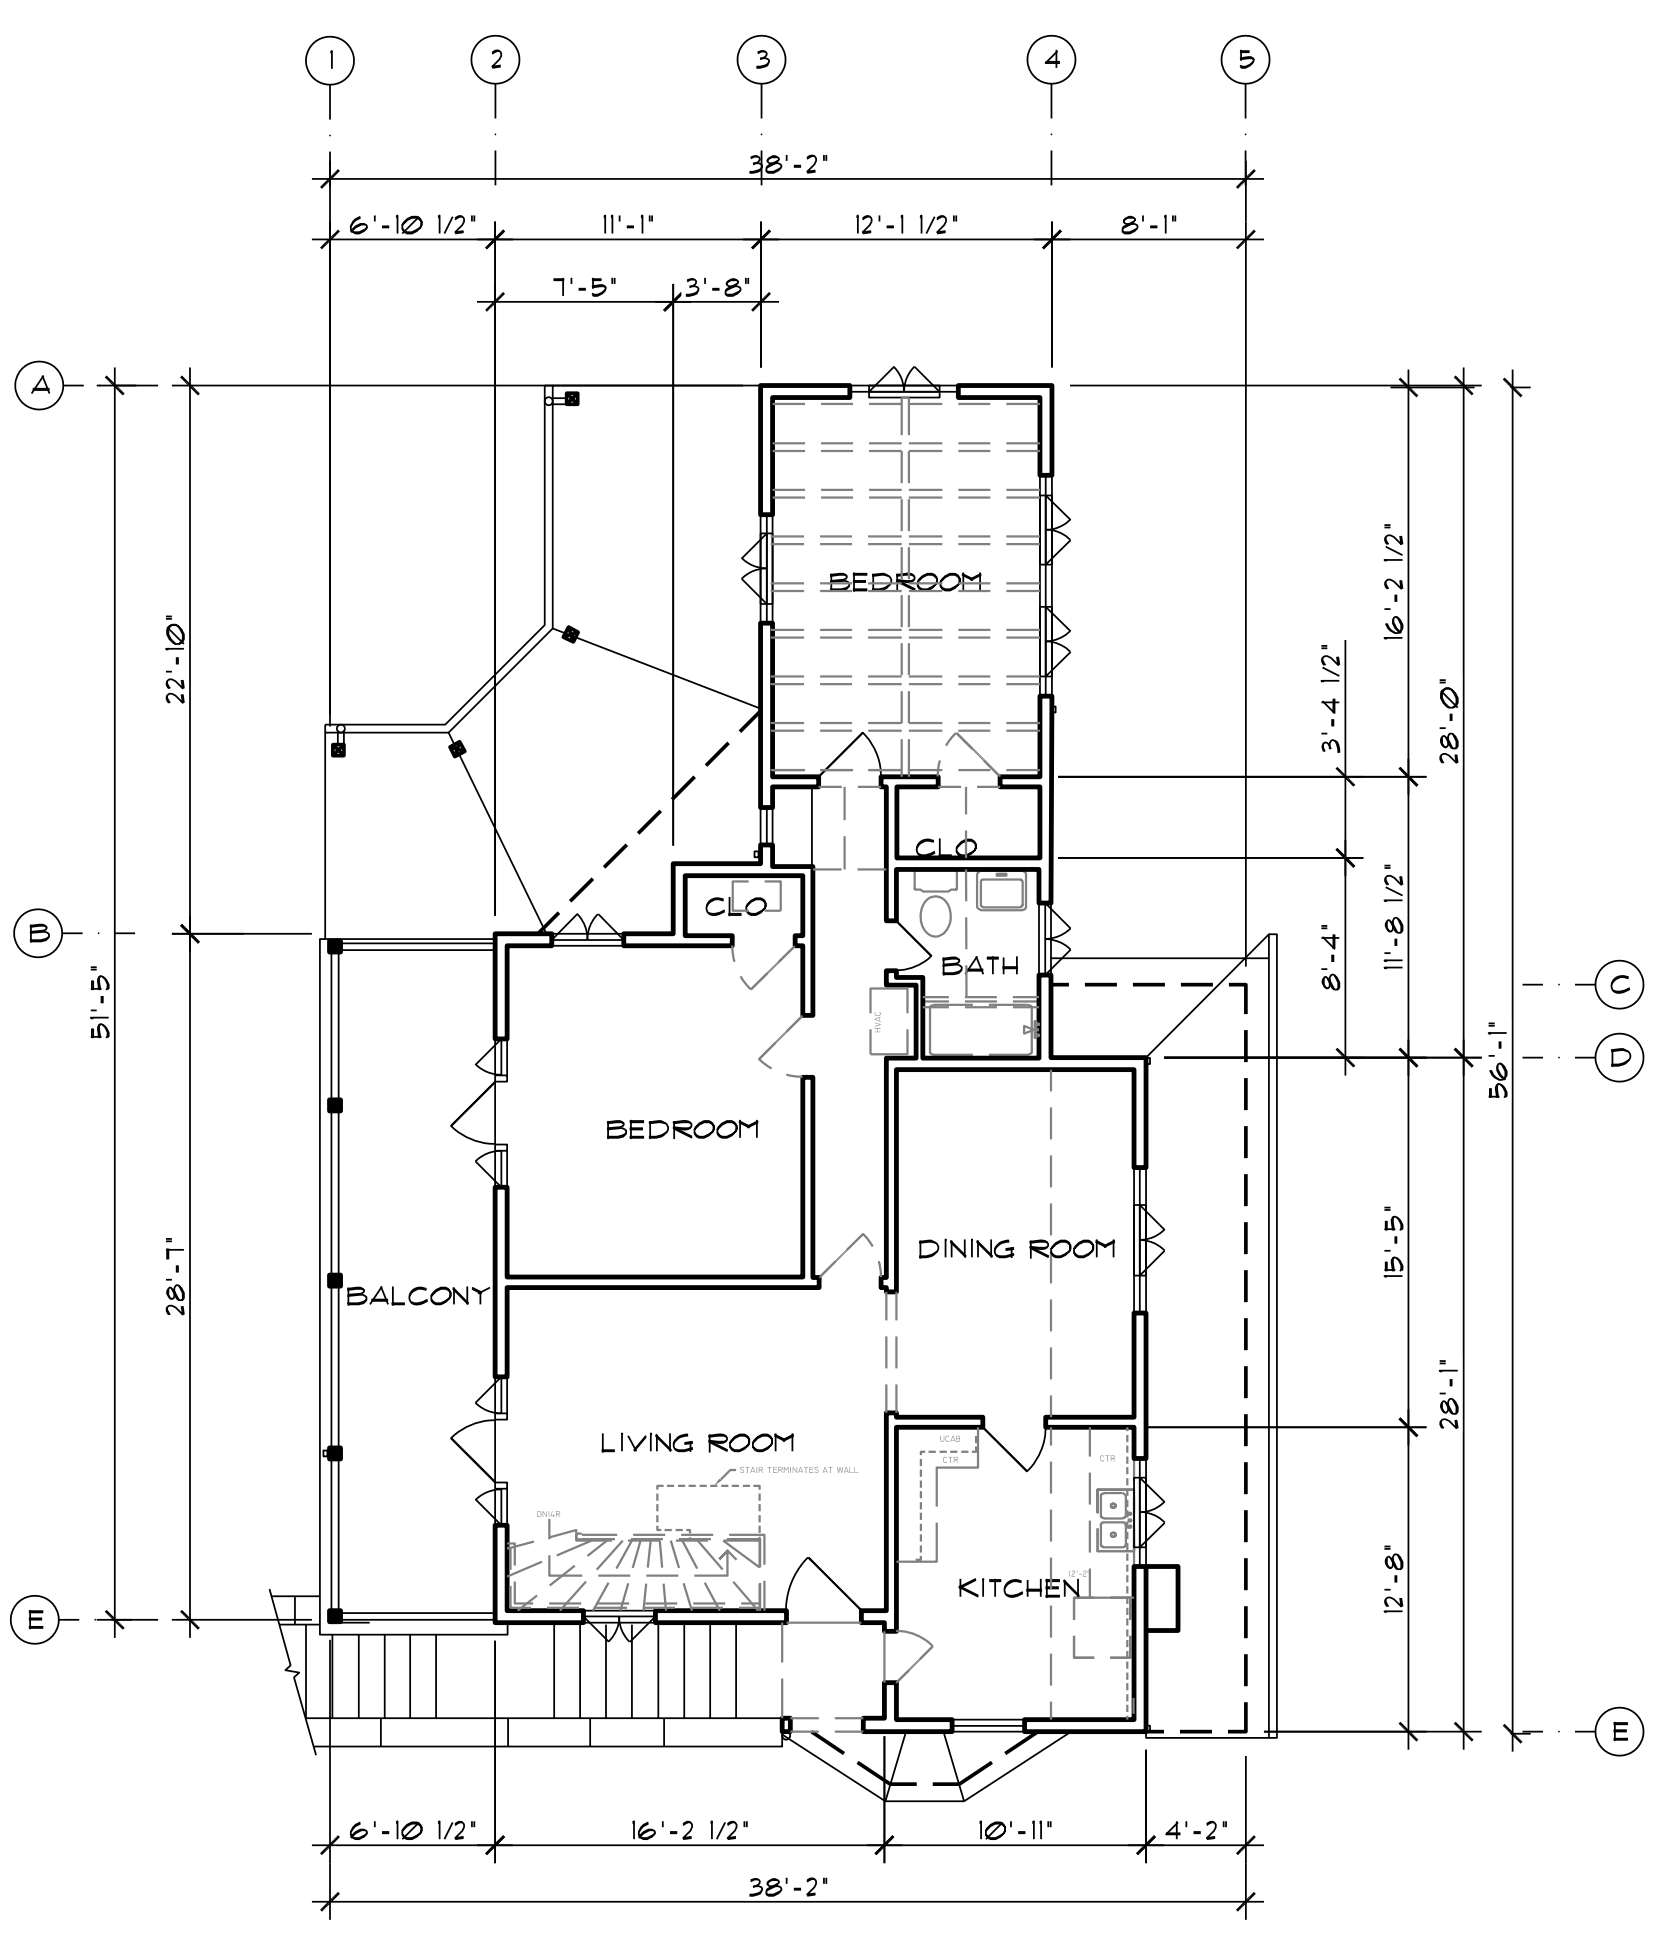 1 2 3 4 5
38'-2"
6'-10 1/2" 11'-1" 12'-1 1/2" 8'-1"
7'-5" 3'-8"
A
16'-2 1/2"
BEDROOM
22'-10"
3'-4 1/2"
28'-0"
CLO
CLO
11'-8 1/2"
B
BATH
8'-4"
C
51'-5"
HVAC
D
56'-1"
BEDROOM
DINING ROOM
15'-5"
28'-7"
BALCONY
28'-1"
LIVING ROOM
UCAB
CTR
CTR
STAIR TERMINATES AT WALL
DN14R
12'-2"
KITCHEN
12'-8"
E
E
6'-10 1/2" 16'-2 1/2" 10'-11" 4'-2"
38'-2"